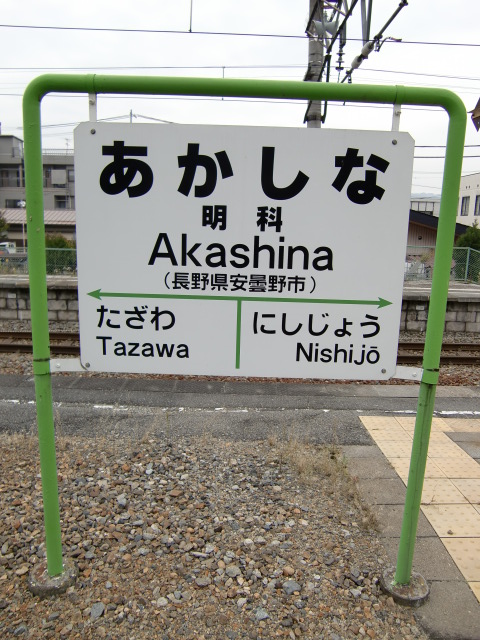 あかしな
明科
Akashina
(長野県安曇野市)
たざわ
Tazawa
にしじょう
Nishijō